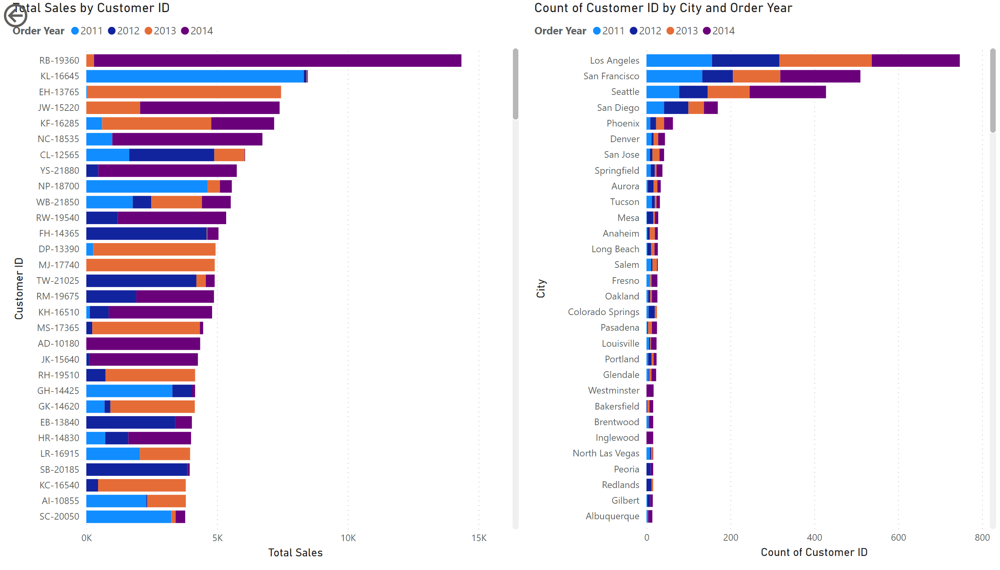 Total Sales by Customer ID
Order Year 2011 2012 2013 2014
Customer ID
RB-19360
KL-16645
EH-13765
JW-15220
KF-16285
NC-18535
CL-12565
YS-21880
NP-18700
WB-21850
RW-19540
FH-14365
DP-13390
MJ-17740
TW-21025
RM-19675
KH-16510
MS-17365
AD-10180
JK-15640
RH-19510
GH-14425
GK-14620
EB-13840
HR-14830
LR-16915
SB-20185
KC-16540
AI-10855
SC-20050
0K 5K 10K 15K
Total Sales
Count of Customer ID by City and Order Year
Order Year 2011 2012 2013 2014
City
Los Angeles
San Francisco
Seattle
San Diego
Phoenix
Denver
San Jose
Springfield
Aurora
Tucson
Mesa
Anaheim
Long Beach
Salem
Fresno
Oakland
Colorado Springs
Pasadena
Louisville
Portland
Glendale
Westminster
Bakersfield
Brentwood
Inglewood
North Las Vegas
Peoria
Redlands
Gilbert
Albuquerque
0 200 400 600 800
Count of Customer ID